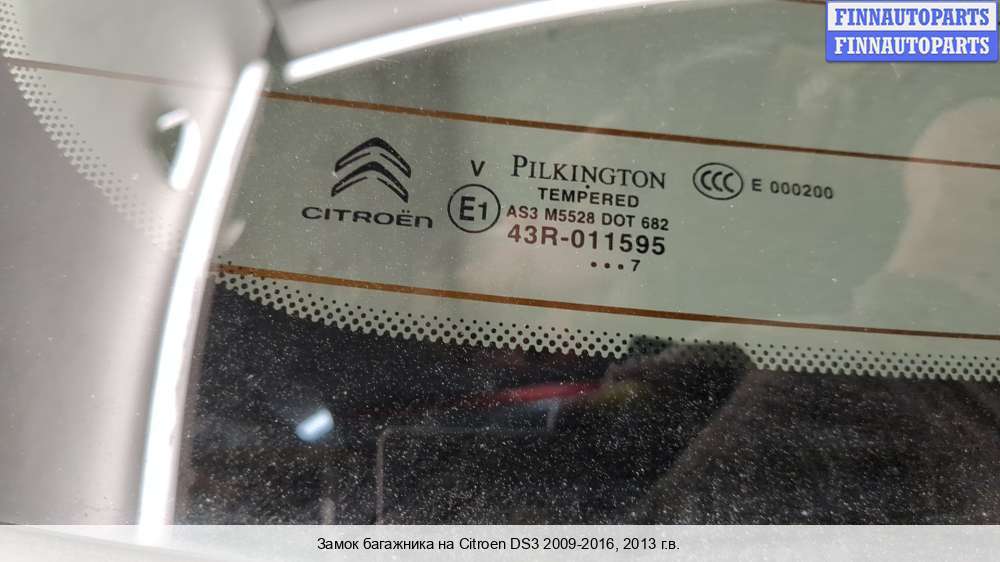 FINNAUTOPARTS
FINNAUTOPARTS
CITROËN
V PILKINGTON
TEMPERED
E1
AS3 M5528 DOT 682
43R-011595
•••7
CCC E 000200
Замок багажника на Citroen DS3 2009-2016, 2013 г.в.